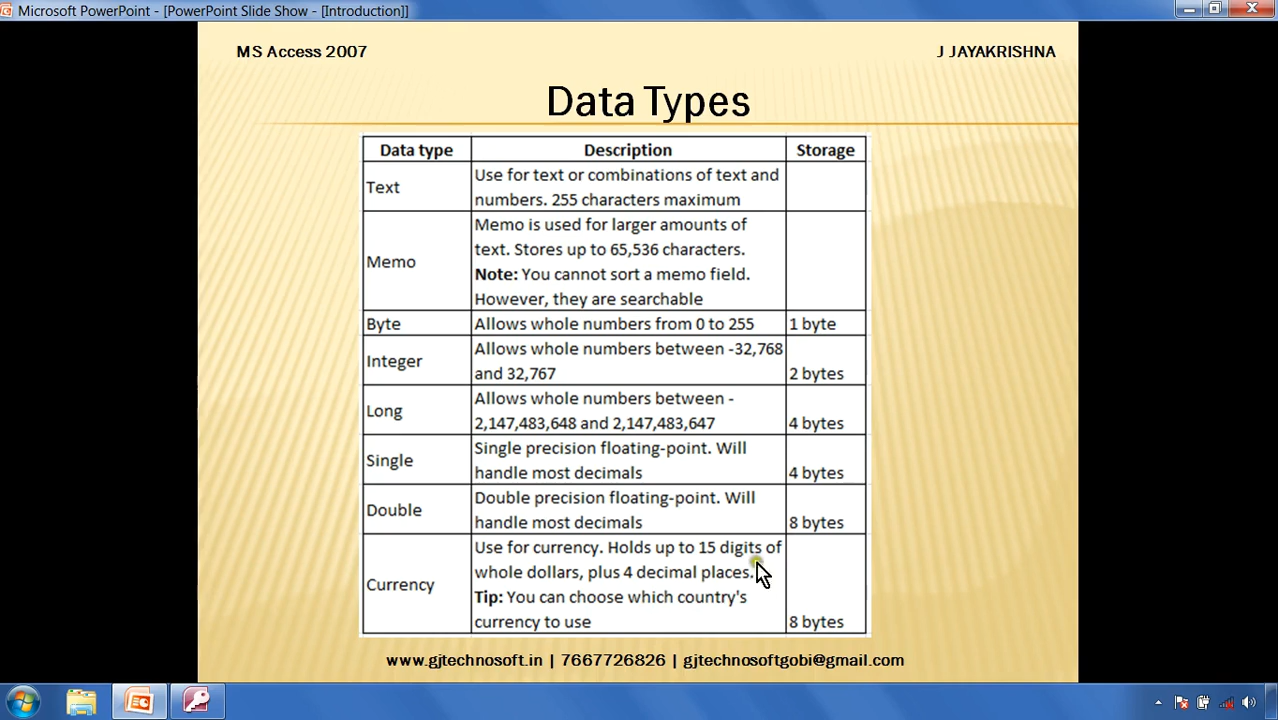 Microsoft PowerPoint - [PowerPoint Slide Show - [Introduction]]
MS Access 2007
J JAYAKRISHNA
Data Types
Data type Description Storage
Text
Use for text or combinations of text and
numbers. 255 characters maximum
Memo
Memo is used for larger amounts of
text. Stores up to 65,536 characters.
Note: You cannot sort a memo field.
However, they are searchable
Byte Allows whole numbers from 0 to 255 1 byte
Integer
Allows whole numbers between -32,768
and 32,767
2 bytes
Long
Allows whole numbers between -
2,147,483,648 and 2,147,483,647
4 bytes
Single
Single precision floating-point. Will
handle most decimals
4 bytes
Double
Double precision floating-point. Will
handle most decimals
8 bytes
Currency
Use for currency. Holds up to 15 digits of
whole dollars, plus 4 decimal places.
Tip: You can choose which country's
currency to use
8 bytes
www.gjtechnosoft.in | 7667726826 | gjtechnosoftgobi@gmail.com